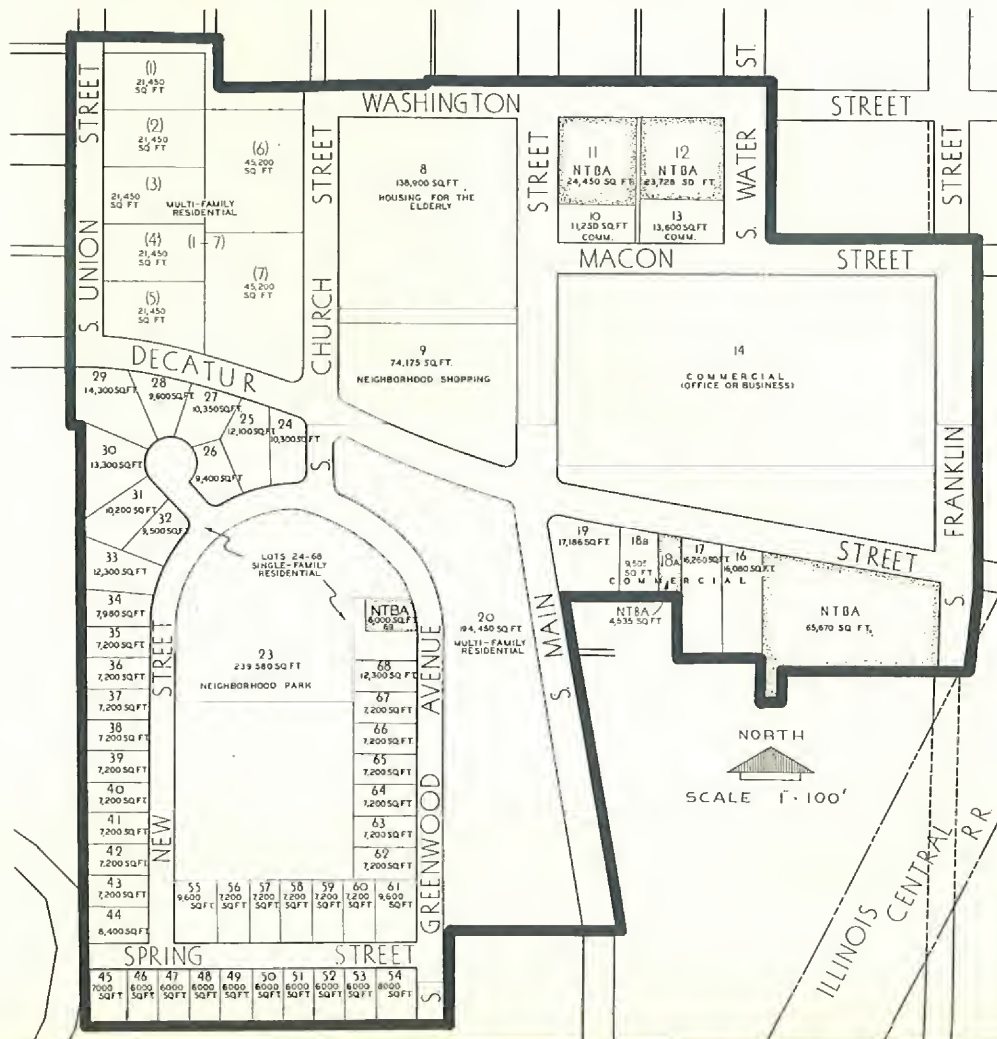 WASHINGTON STREET
S. UNION STREET
CHURCH STREET
STREET
S. WATER ST.
STREET
(1)
21,450
SQ FT
(2)
21,450
SQ FT
(3)
21,450
SQ FT
MULTI-FAMILY
RESIDENTIAL
(1-7)
(4)
21,450
SQ FT
(5)
21,450
SQ FT
(6)
45,200
SQ FT
(7)
45,200
SQ FT
8
138,900 SQ.FT
HOUSING FOR THE
ELDERLY
11
NTBA
24,450 SQ FT
12
NTBA
23,728 SQ FT.
10
11,250 SQ FT
COMM.
13
13,600 SQ FT
COMM.
MACON STREET
9
74,175 SQ.FT.
NEIGHBORHOOD SHOPPING
14
COMMERCIAL
(OFFICE OR BUSINESS)
DECATUR
STREET
29
14,300 SQ FT
28
9,600 SQ FT
27
10,350 SQ FT
25
12,100 SQ FT
24
10,300 SQ FT
26
9,400 SQ FT
30
13,300 SQ FT
31
10,200 SQ FT
32
9,500 SQ FT
33
12,300 SQ FT
S.
S. FRANKLIN
19
17,186 SQ FT.
18B
9,505
SQ FT
18A
17
16,260 SQ FT
16
16,080 SQ FT
COMMERCIAL
NTBA
4,535 SQ FT
NTBA
65,670 SQ FT.
LOTS 24-68
SINGLE-FAMILY
RESIDENTIAL
NTBA
6,000 SQ FT
69
20
194,450 SQ FT
MULTI-FAMILY
RESIDENTIAL
S. MAIN
23
239 580 SQ FT
NEIGHBORHOOD PARK
NEW STREET
S. GREENWOOD AVENUE
34
7,980 SQ FT
35
7,200 SQ FT
36
7,200 SQ FT
37
7,200 SQ FT
38
7,200 SQ FT
39
7,200 SQ FT
40
7,200 SQ FT
41
7,200 SQ FT
42
7,200 SQ FT
43
7,200 SQ FT
44
8,400 SQ FT
68
12,300 SQ FT
67
7,200 SQ FT
66
7,200 SQ FT
65
7,200 SQ FT
64
7,200 SQ FT
63
7,200 SQ FT
62
7,200 SQ FT
55
9,600
SQ FT
56
7,200
SQ FT
57
7,200
SQ FT
58
7,200
SQ FT
59
7,200
SQ FT
60
7,200
SQ FT
61
9,600
SQ FT
SPRING STREET
45
7000
SQ FT
46
6000
SQ FT
47
6000
SQ FT
48
6000
SQ FT
49
6000
SQ FT
50
6000
SQ FT
51
6000
SQ FT
52
6000
SQ FT
53
6000
SQ FT
54
8000
SQ FT
NORTH
SCALE 1"-100'
ILLINOIS CENTRAL R R